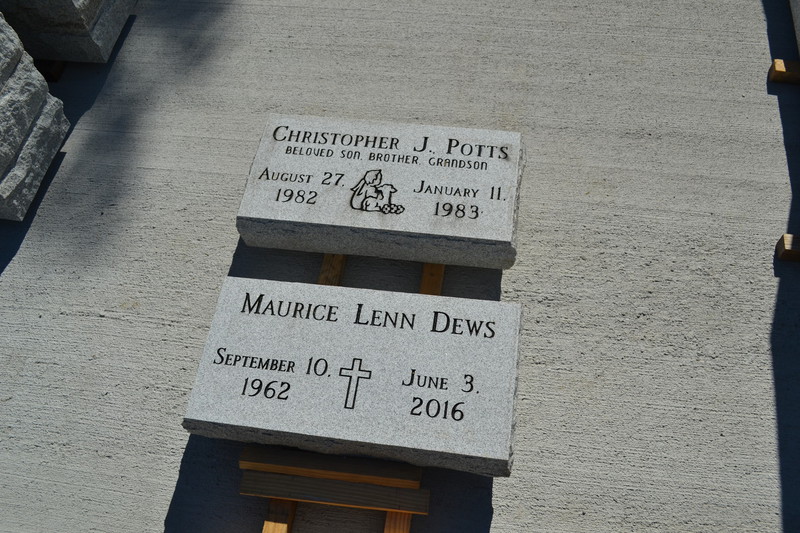 CHRISTOPHER J. POTTS
BELOVED SON, BROTHER, GRANDSON
AUGUST 27, 1982
JANUARY 11, 1983
MAURICE LENN DEWS
SEPTEMBER 10, 1962
JUNE 3, 2016